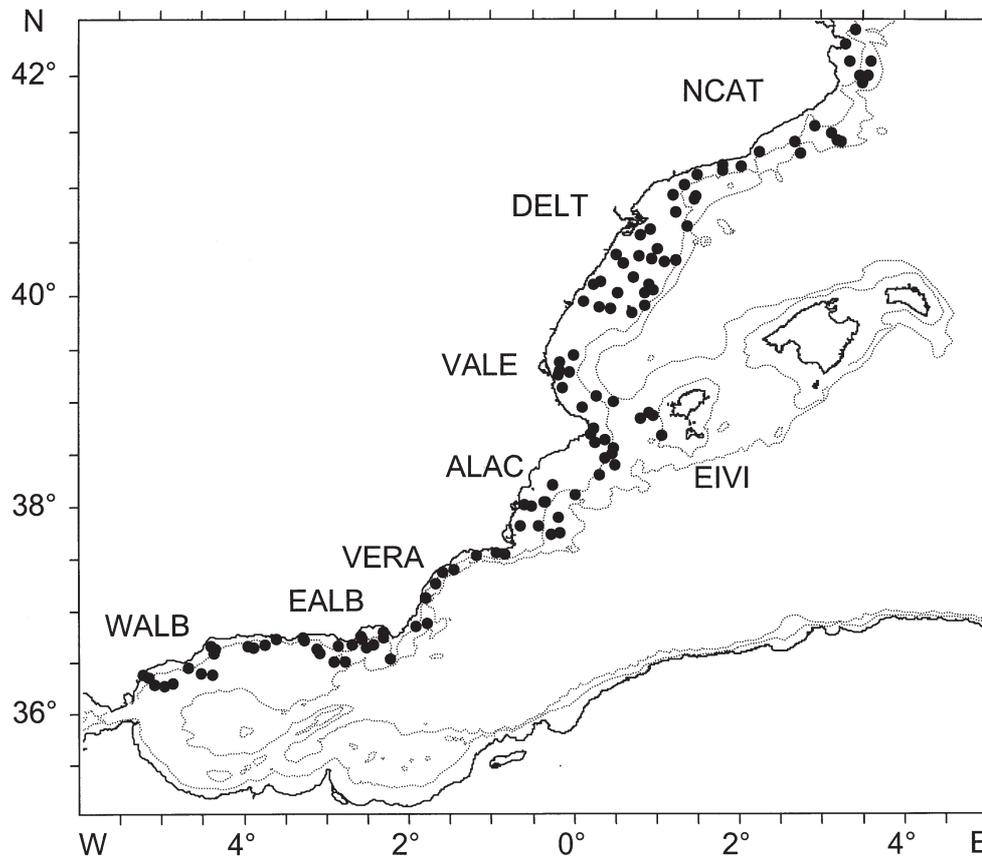 N
42°
NCAT
DELT
40°
VALE
ALAC
EIVI
38°
VERA
EALB
WALB
36°
W
4°
2°
0°
2°
4°
E